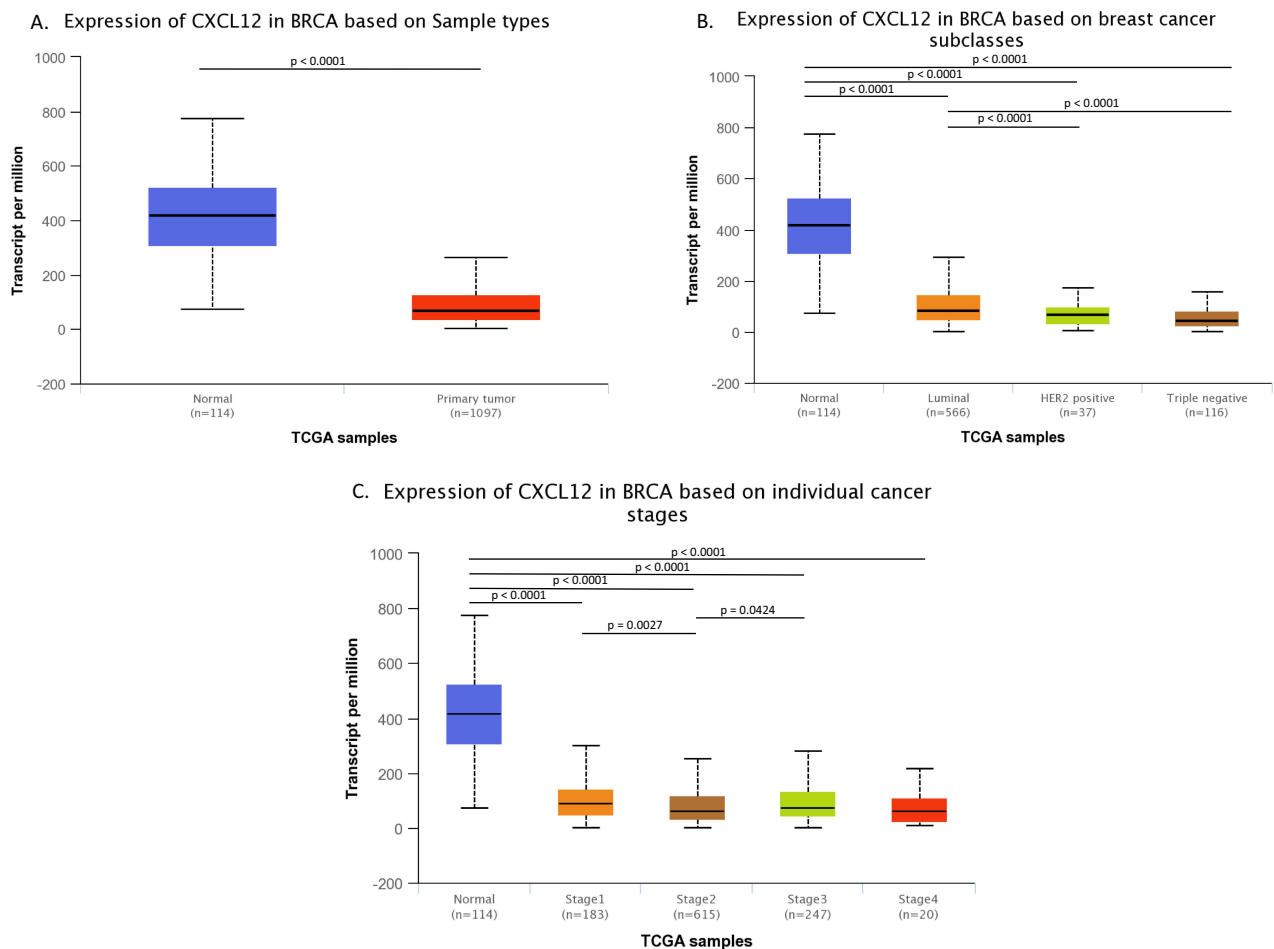 A. Expression of CXCL12 in BRCA based on Sample types
1000
800
600
400
200
0
-200
Transcript per million
p < 0.0001
Normal
(n=114)
Primary tumor
(n=1097)
TCGA samples
B. Expression of CXCL12 in BRCA based on breast cancer
subclasses
1000
800
600
400
200
0
-200
Transcript per million
p < 0.0001
p < 0.0001
p < 0.0001
p < 0.0001
p < 0.0001
Normal
(n=114)
Luminal
(n=566)
HER2 positive
(n=37)
Triple negative
(n=116)
TCGA samples
C. Expression of CXCL12 in BRCA based on individual cancer
stages
1000
800
600
400
200
0
-200
Transcript per million
p < 0.0001
p < 0.0001
p < 0.0001
p < 0.0001
p = 0.0424
p = 0.0027
Normal
(n=114)
Stage1
(n=183)
Stage2
(n=615)
Stage3
(n=247)
Stage4
(n=20)
TCGA samples